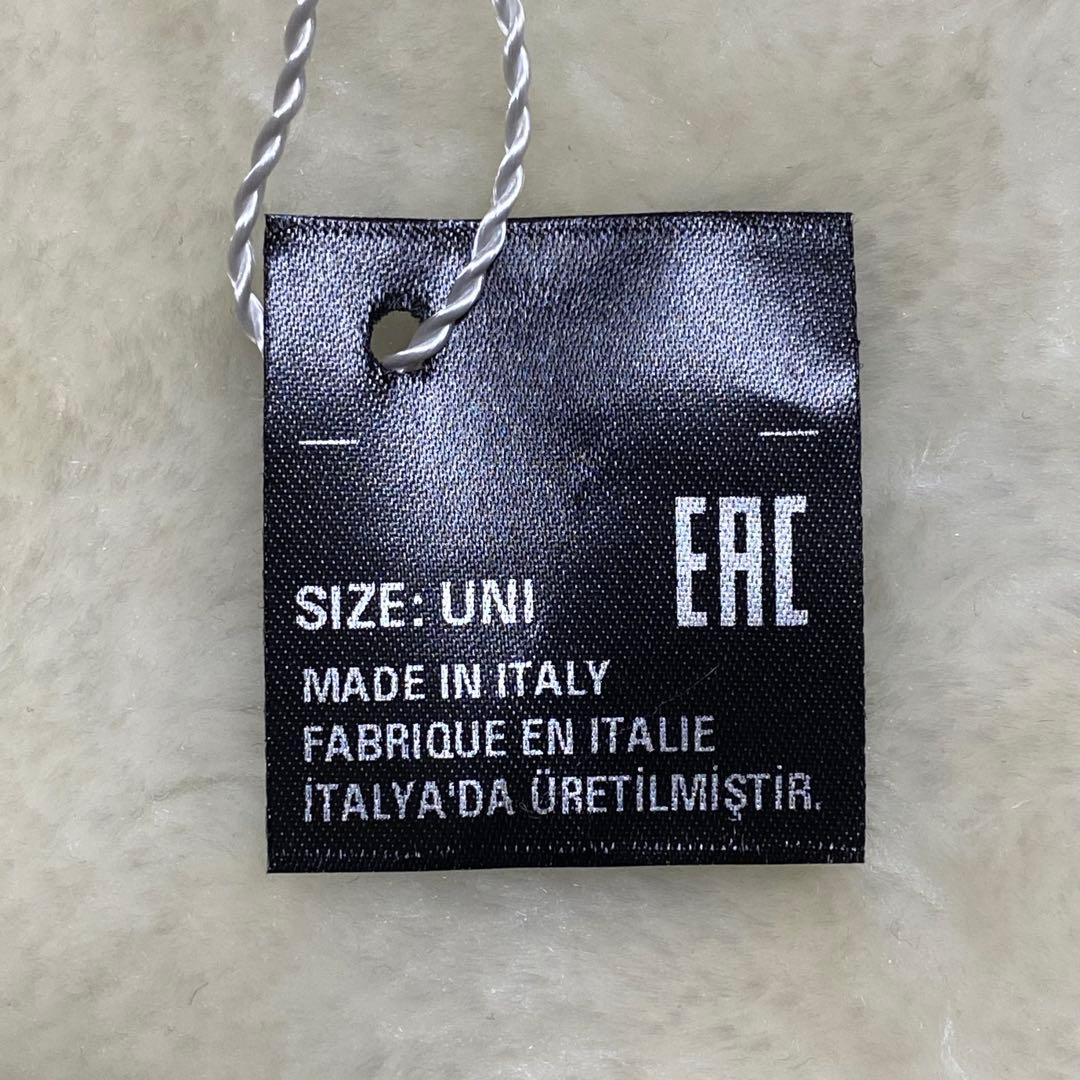 EAC
SIZE: UNI
MADE IN ITALY
FABRIQUE EN ITALIE
İTALYA'DA ÜRETİLMİŞTİR.